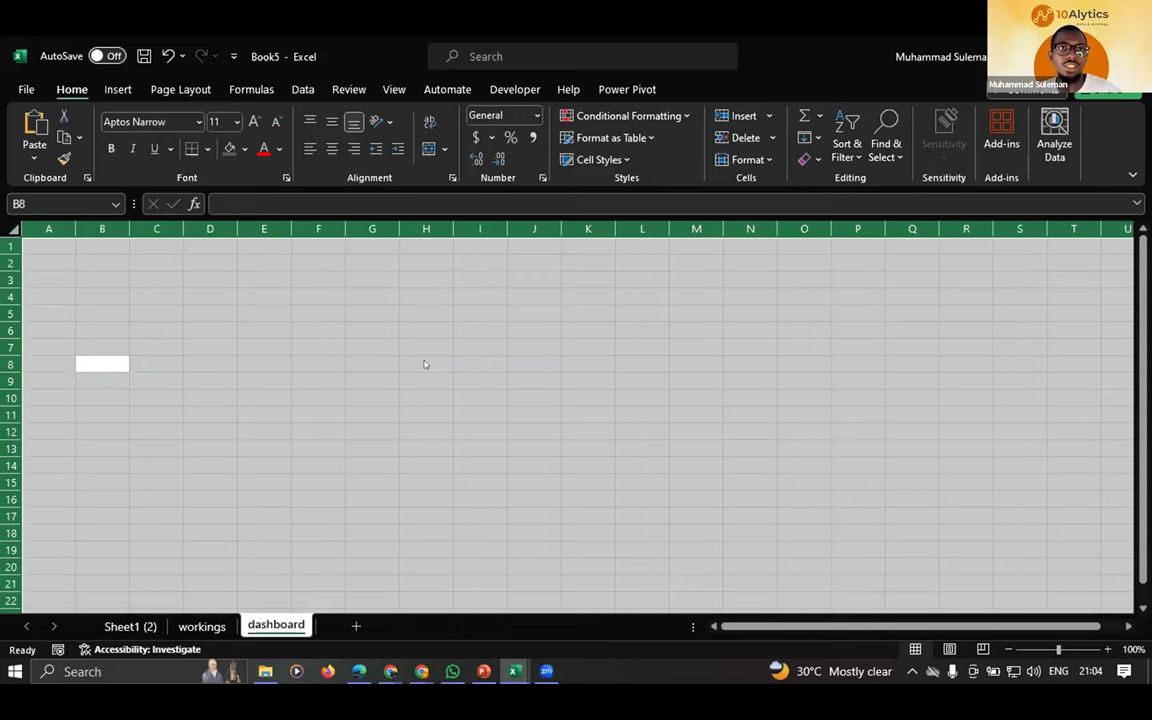 10Alytics
AutoSave Off Book5 - Excel Search Muhammad Sulema
Muhammad Suleman
File Home Insert Page Layout Formulas Data Review View Automate Developer Help Power Pivot
Paste Aptos Narrow 11 General Conditional Formatting Insert
Format as Table Delete
Cell Styles Format
Sort & Filter Find & Select Sensitivity Add-ins Analyze Data
Clipboard Font Alignment Number Styles Cells Editing Sensitivity Add-ins
B8 fx
A B C D E F G H I J K L M N O P Q R S T U
1
2
3
4
5
6
7
8
9
10
11
12
13
14
15
16
17
18
19
20
21
22
Sheet1 (2) workings dashboard
Ready Accessibility: Investigate 100%
Search 30°C Mostly clear ENG 21:04